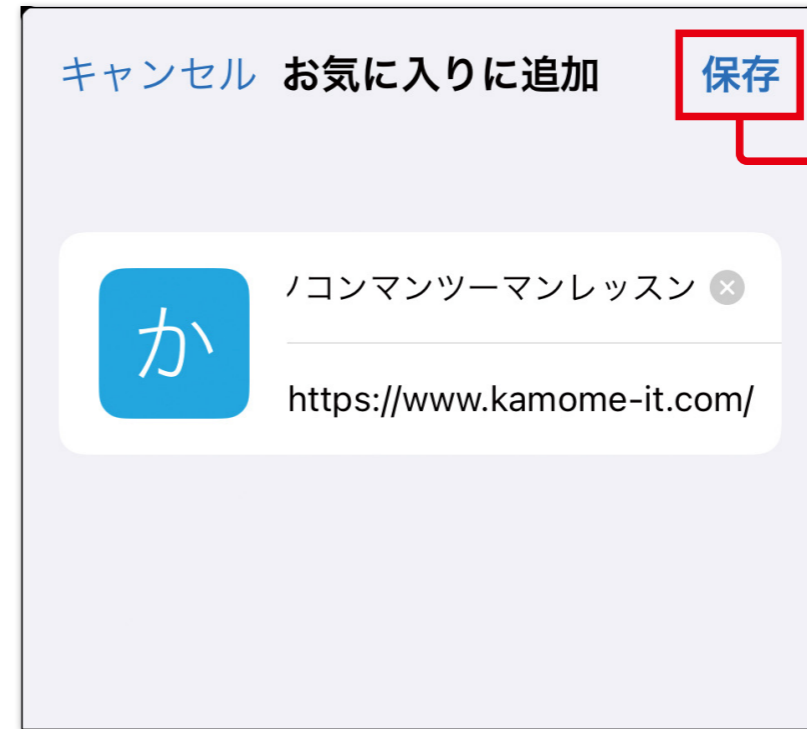 キャンセル お気に入りに追加 保存
か
ノコンマンツーマンレッスン
https://www.kamome-it.com/